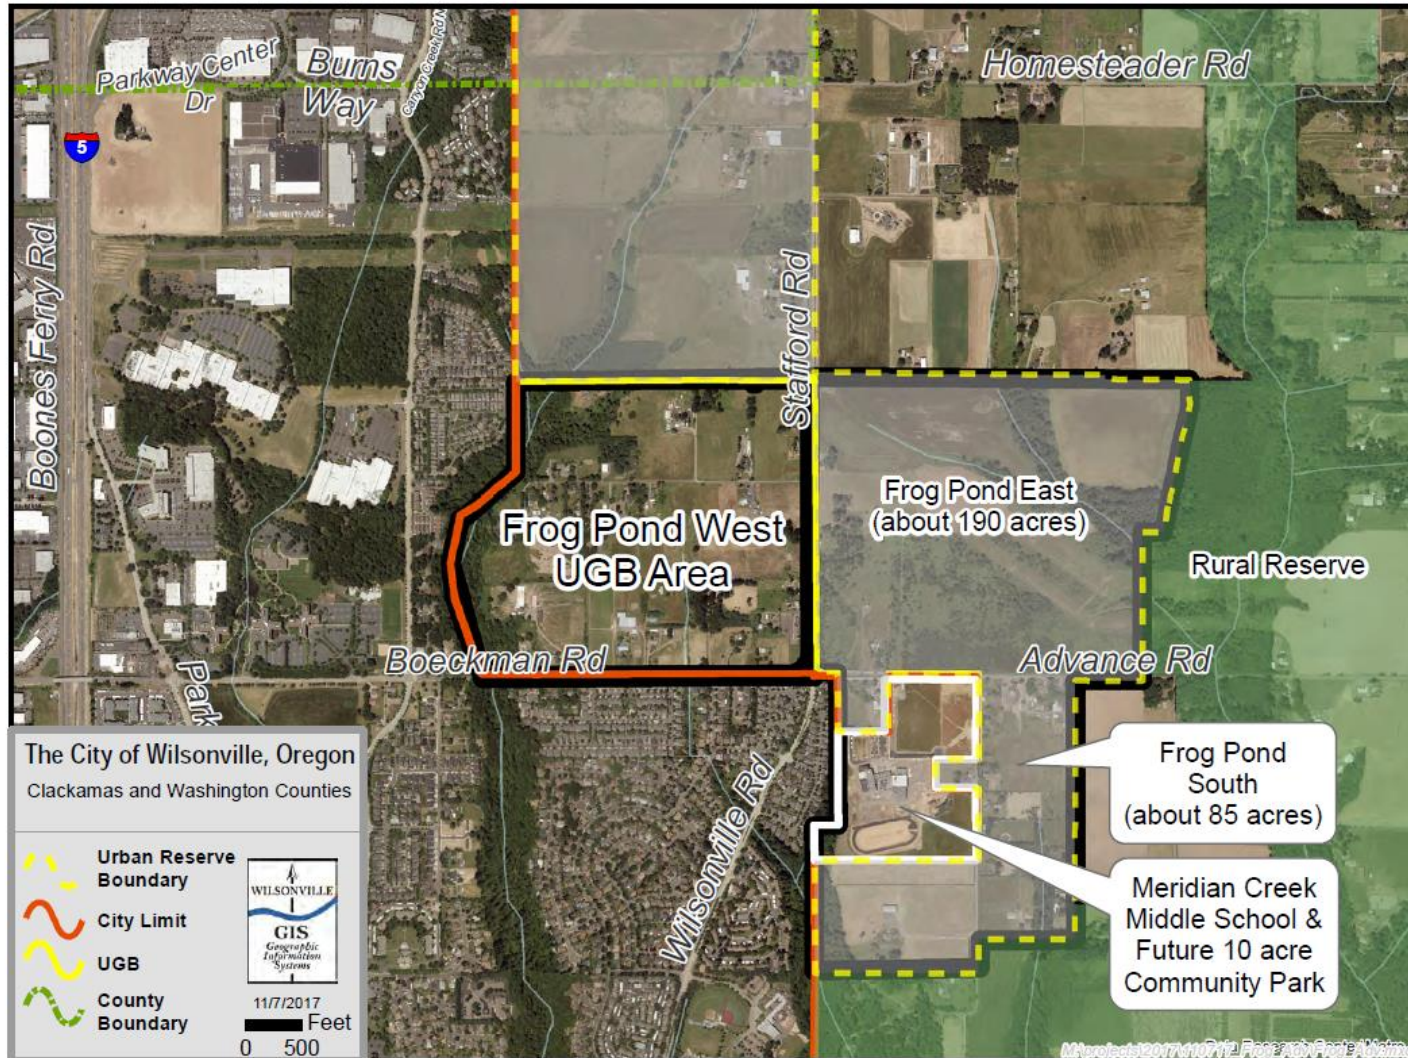 Parkway Center
Dr
Burns
Way
Canyon Creek Rd N
Homesteader Rd
5
Boones Ferry Rd
Stafford Rd
Frog Pond West
UGB Area
Frog Pond East
(about 190 acres)
Rural Reserve
Boeckman Rd
Advance Rd
Park
Wilsonville Rd
Frog Pond
South
(about 85 acres)
Meridian Creek
Middle School &
Future 10 acre
Community Park
The City of Wilsonville, Oregon
Clackamas and Washington Counties
Urban Reserve
Boundary
City Limit
UGB
County
Boundary
WILSONVILLE
GIS
Geographic
Information
Systems
11/7/2017
Feet
0 500